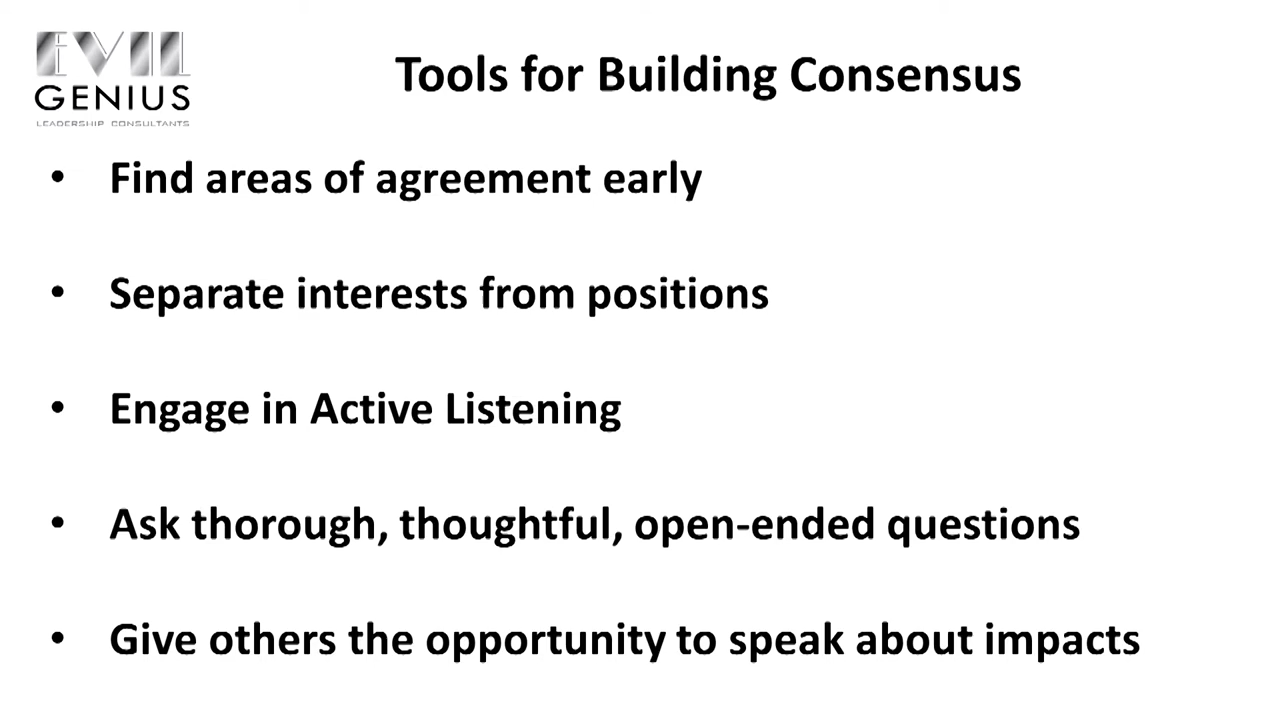 EVIL
GENIUS
LEADERSHIP CONSULTANTS
Tools for Building Consensus
• Find areas of agreement early
• Separate interests from positions
• Engage in Active Listening
• Ask thorough, thoughtful, open-ended questions
• Give others the opportunity to speak about impacts